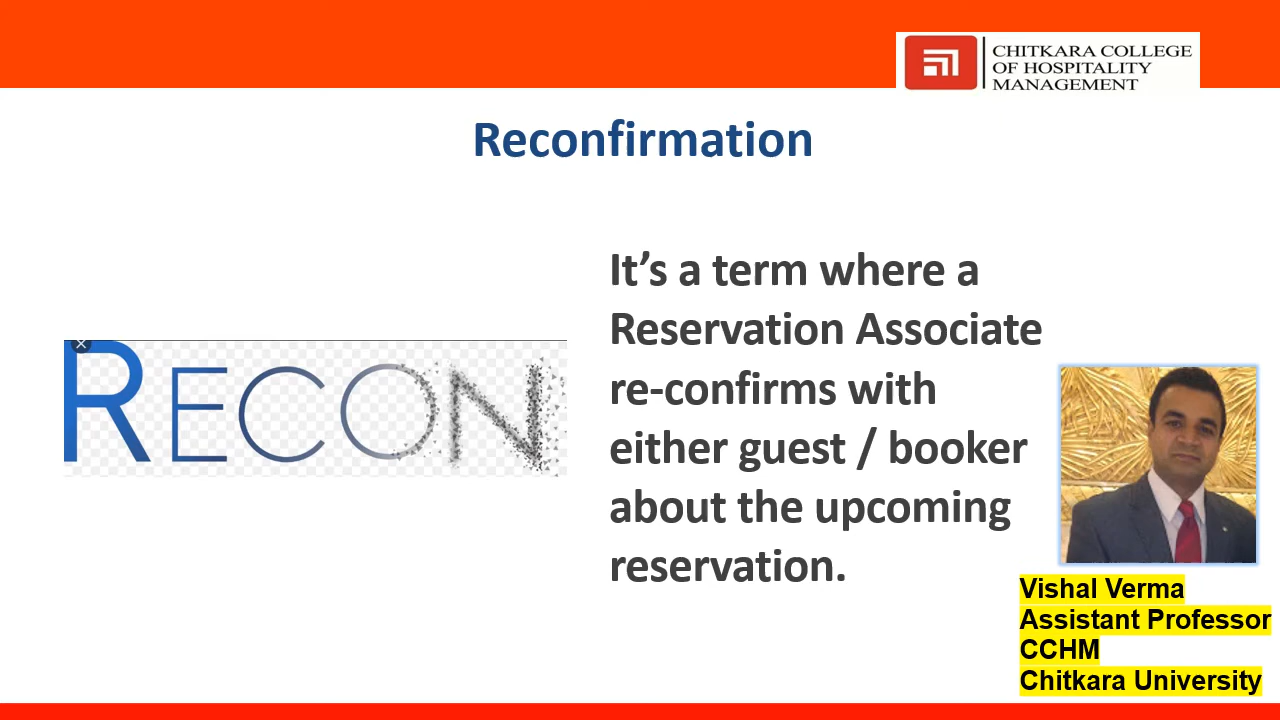 CHITKARA COLLEGE
OF HOSPITALITY
MANAGEMENT
Reconfirmation
It’s a term where a
Reservation Associate
re-confirms with
either guest / booker
about the upcoming
reservation.
RECON
Vishal Verma
Assistant Professor
CCHM
Chitkara University